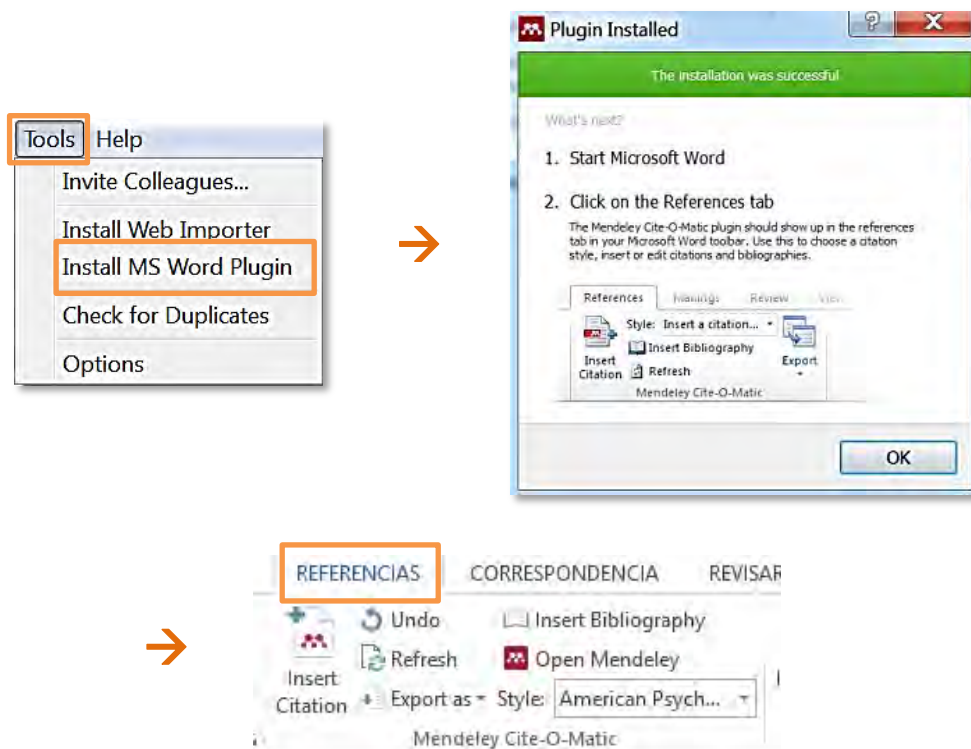 Tools Help
Invite Colleagues...
Install Web Importer
Install MS Word Plugin
Check for Duplicates
Options
Plugin Installed
The installation was successful
What's next?
1. Start Microsoft Word
2. Click on the References tab
The Mendeley Cite-O-Matic plugin should show up in the references
tab in your Microsoft Word toolbar. Use this to choose a citation
style, insert or edit citations and bibliographies.
References Mailings Review View
Style: Insert a citation...
Insert Bibliography
Insert
Citation
Refresh
Export
Mendeley Cite-O-Matic
OK
REFERENCIAS CORRESPONDENCIA REVISAR
Undo Insert Bibliography
Refresh Open Mendeley
Insert
Citation
Export as Style: American Psych...
Mendeley Cite-O-Matic